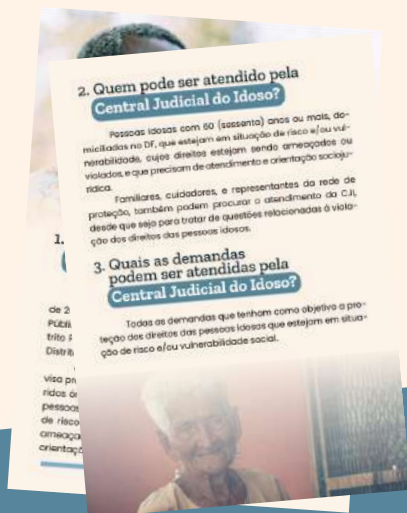 2. Quem pode ser atendido pela
Central Judicial do Idoso?
Pessoas idosas com 60 (sessenta) anos ou mais, do-
miciliadas no DF, que estejam em situação de risco e/ou vul-
nerabilidade, cujos direitos estejam sendo ameaçados ou
violados, e que precisam de atendimento e orientação socioju-
rídica.
Familiares, cuidadores, e representantes da rede de
proteção, também podem procurar o atendimento da CJI,
desde que seja para tratar de questões relacionadas à viola-
ção dos direitos das pessoas idosas.
3. Quais as demandas
podem ser atendidas pela
Central Judicial do Idoso?
Todas as demandas que tenham como objetivo a pro-
teção dos direitos das pessoas idosas que estejam em situa-
ção de risco e/ou vulnerabilidade social.
1.
de 2
Públi
trito F
Distrit
visa pr
ridos ór
pessoas
de risco
ameaça
orientaçã